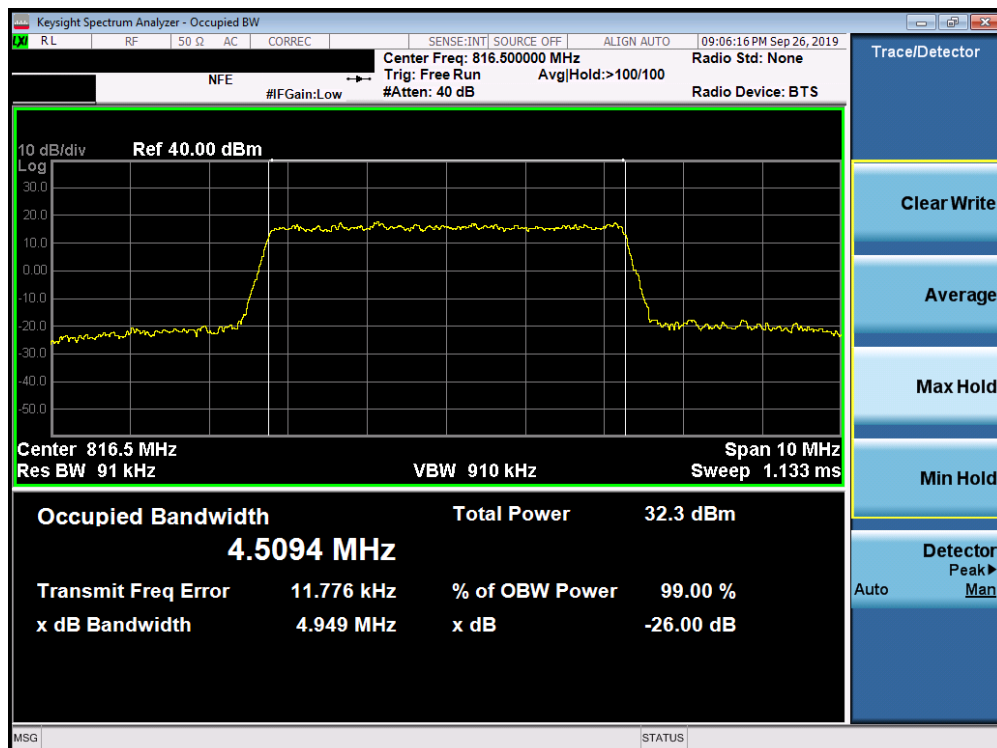 Keysight Spectrum Analyzer - Occupied BW
LXI RL RF 50 Ω AC CORREC SENSE:INT SOURCE OFF ALIGN AUTO 09:06:16 PM Sep 26, 2019
Center Freq: 816.500000 MHz Radio Std: None
NFE Trig: Free Run Avg|Hold:>100/100
#IFGain:Low #Atten: 40 dB Radio Device: BTS
Trace/Detector
10 dB/div Ref 40.00 dBm
Log
30.0
20.0
10.0
0.00
-10.0
-20.0
-30.0
-40.0
-50.0
Center 816.5 MHz Span 10 MHz
Res BW 91 kHz VBW 910 kHz Sweep 1.133 ms
Occupied Bandwidth Total Power 32.3 dBm
4.5094 MHz
Transmit Freq Error 11.776 kHz % of OBW Power 99.00 %
x dB Bandwidth 4.949 MHz x dB -26.00 dB
Clear Write
Average
Max Hold
Min Hold
Detector
Peak▶
Auto Man
MSG STATUS